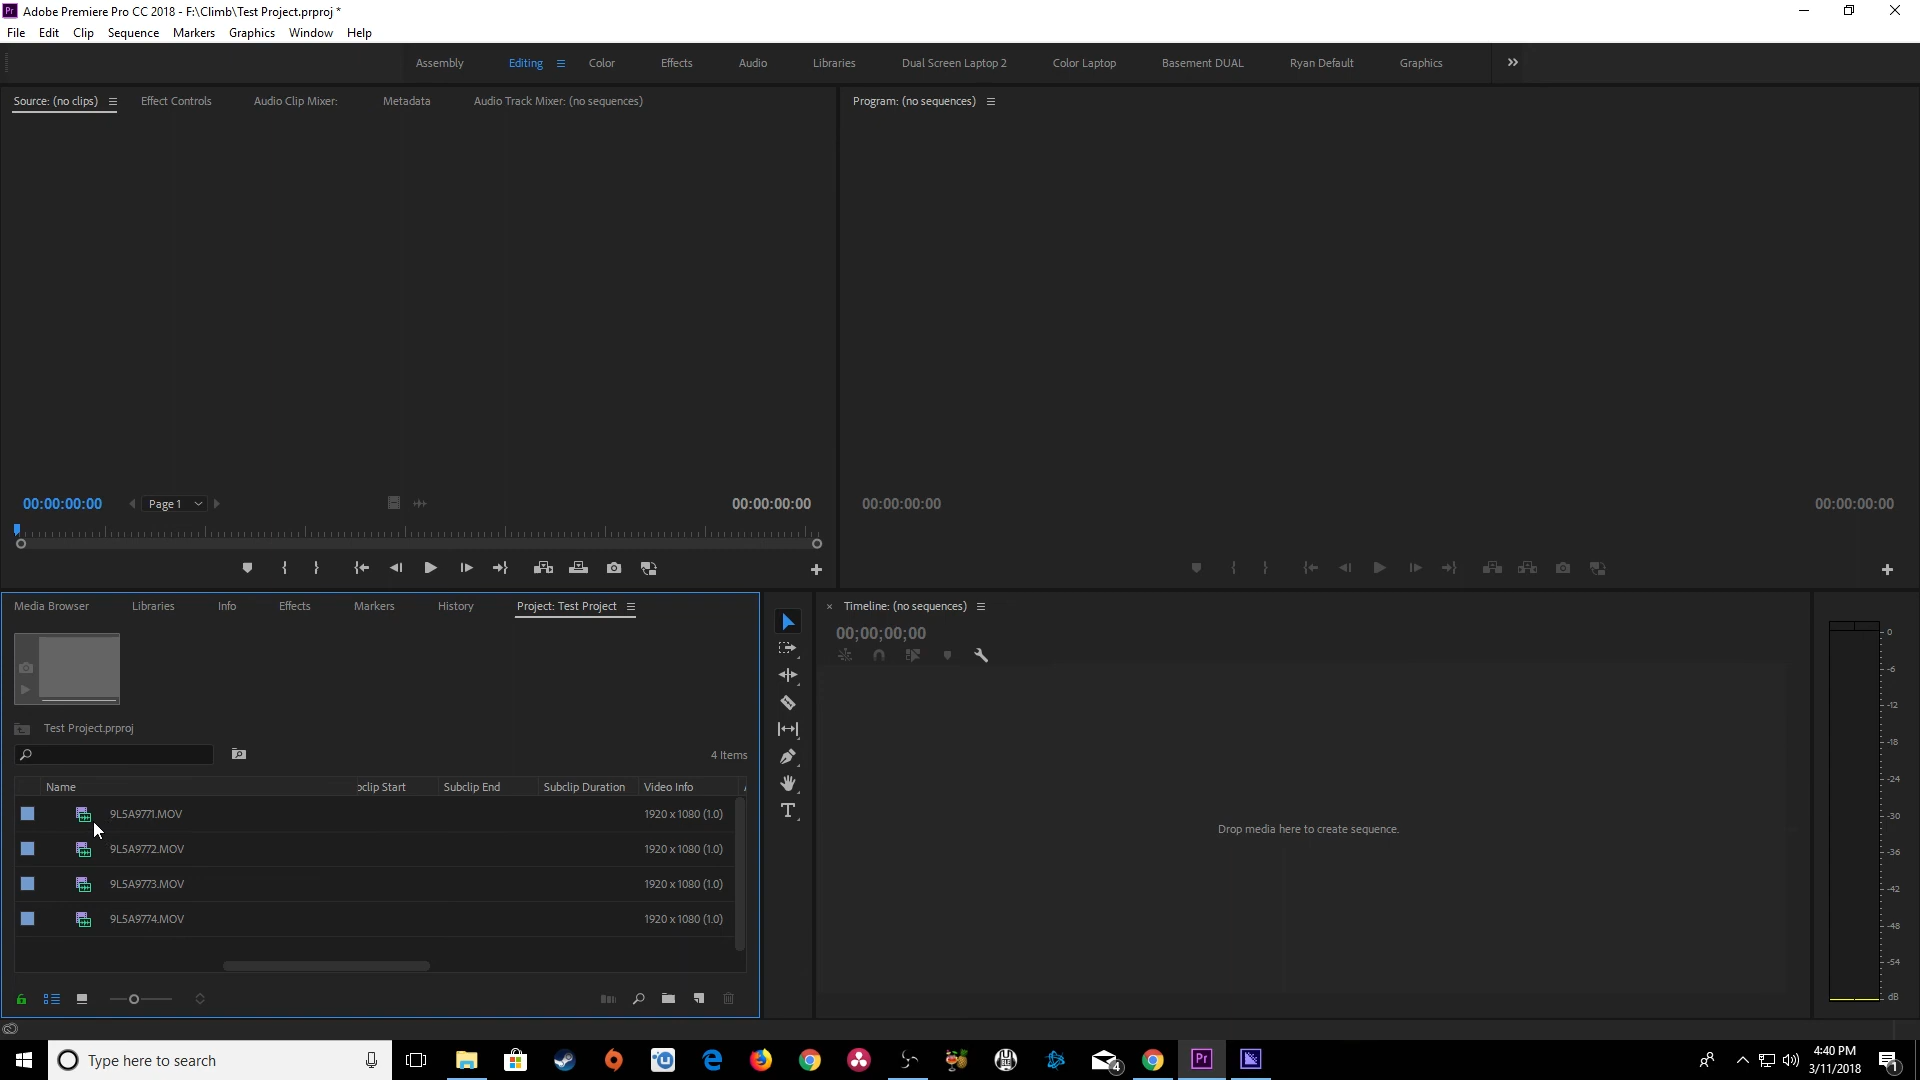 Pr Adobe Premiere Pro CC 2018 - F:\Climb\Test Project.prproj *
File Edit Clip Sequence Markers Graphics Window Help
Assembly Editing Color Effects Audio Libraries Dual Screen Laptop 2 Color Laptop Basement DUAL Ryan Default Graphics
Source: (no clips) Effect Controls Audio Clip Mixer: Metadata Audio Track Mixer: (no sequences) Program: (no sequences)
00:00:00:00 Page 1 00:00:00:00 00:00:00:00 00:00:00:00
Media Browser Libraries Info Effects Markers History Project: Test Project
× Timeline: (no sequences)
00;00;00;00
Test Project.prproj
4 Items
Name clip Start Subclip End Subclip Duration Video Info
9L5A9771.MOV 1920 x 1080 (1.0)
9L5A9772.MOV 1920 x 1080 (1.0)
9L5A9773.MOV 1920 x 1080 (1.0)
9L5A9774.MOV 1920 x 1080 (1.0)
T
Drop media here to create sequence.
0
-6
-12
-18
-24
-30
-36
-42
-48
-54
dB
Type here to search
4
Pr
4:40 PM
3/11/2018
1